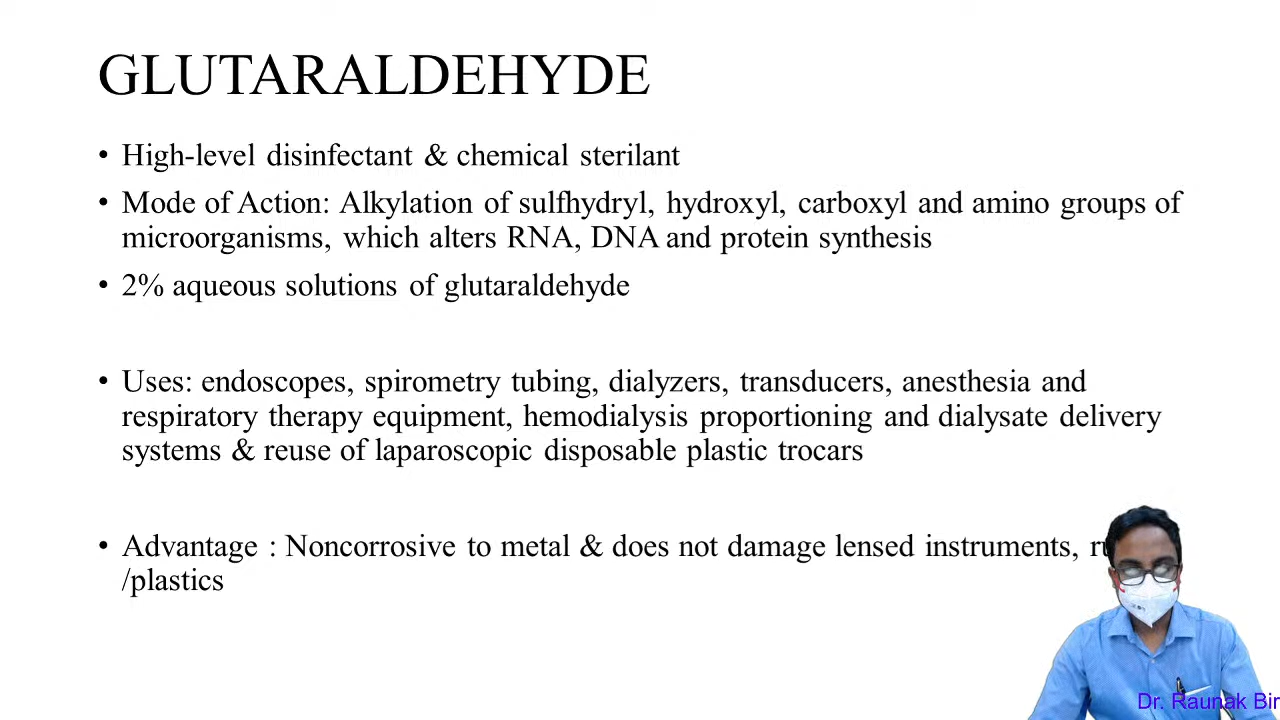 GLUTARALDEHYDE
• High-level disinfectant & chemical sterilant
• Mode of Action: Alkylation of sulfhydryl, hydroxyl, carboxyl and amino groups of
microorganisms, which alters RNA, DNA and protein synthesis
• 2% aqueous solutions of glutaraldehyde
• Uses: endoscopes, spirometry tubing, dialyzers, transducers, anesthesia and
respiratory therapy equipment, hemodialysis proportioning and dialysate delivery
systems & reuse of laparoscopic disposable plastic trocars
• Advantage : Noncorrosive to metal & does not damage lensed instruments,
/plastics
Dr. Raunak Bir